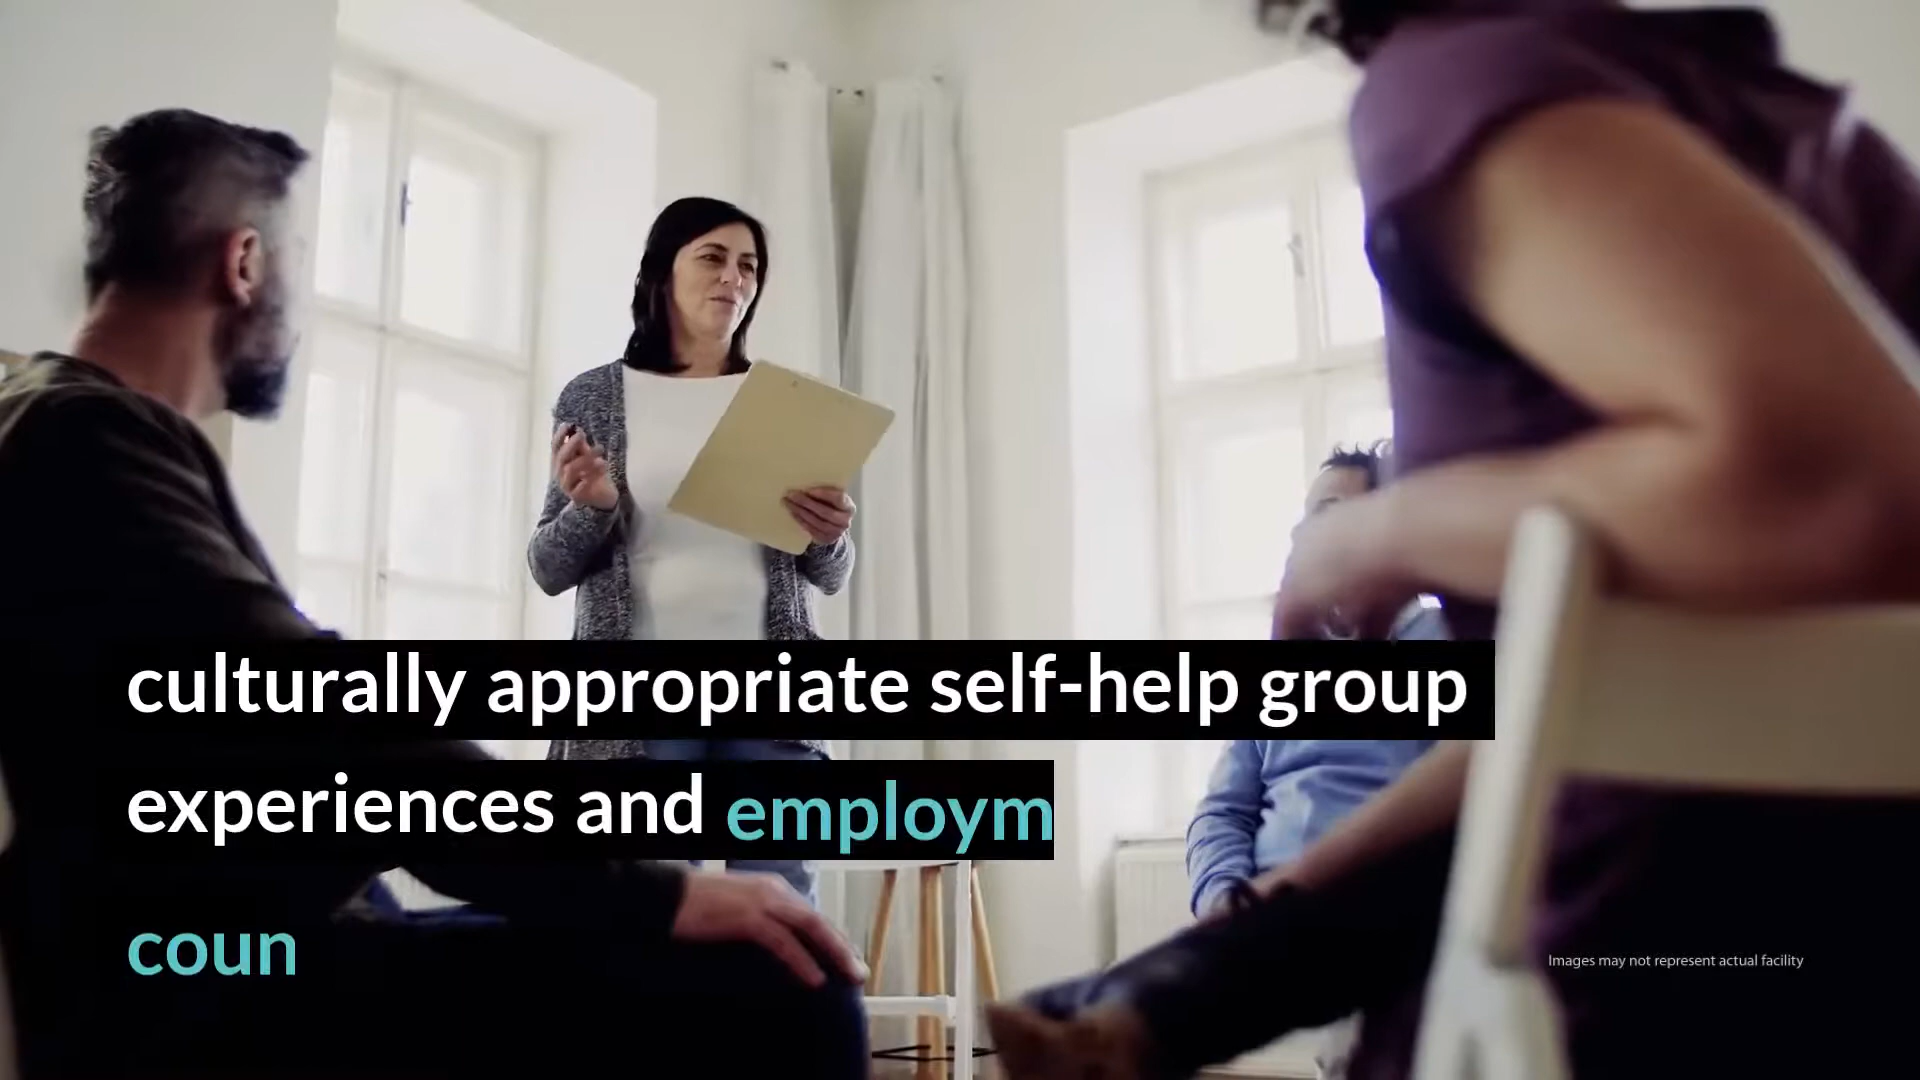 culturally appropriate self-help group
experiences and employm
coun
Images may not represent actual facility